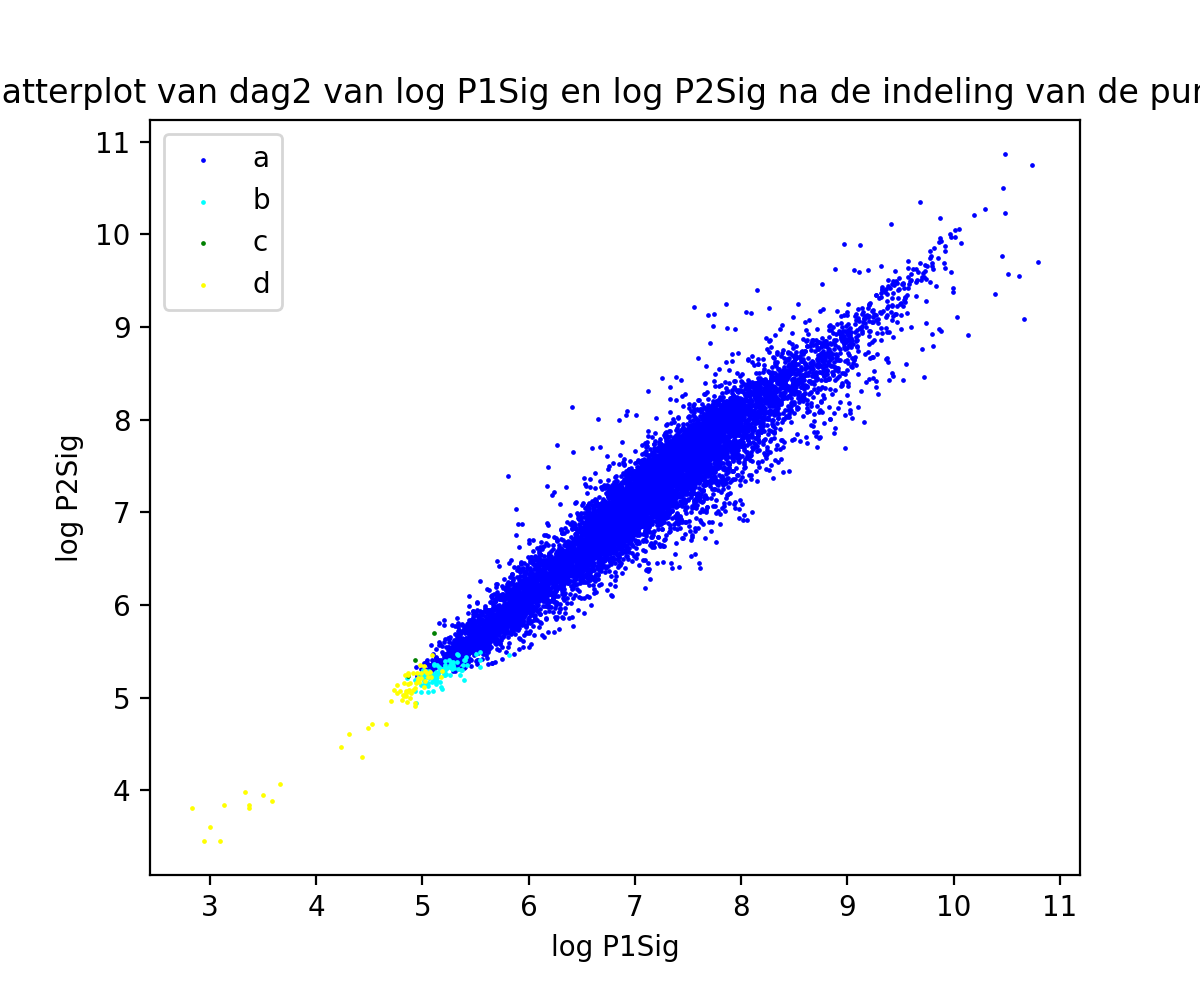 atterplot van dag2 van log P1Sig en log P2Sig na de indeling van de pun
a
b
c
d
11
10
9
8
7
6
5
4
log P2Sig
3 4 5 6 7 8 9 10 11
log P1Sig